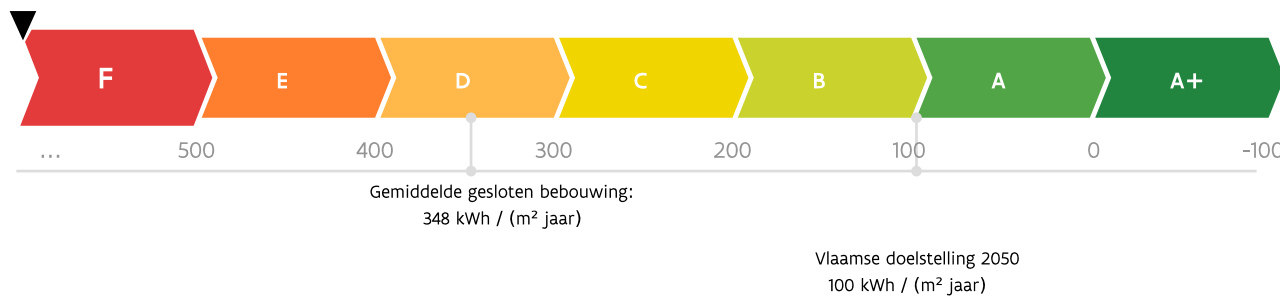 F E D C B A A+
... 500 400 300 200 100 0 -100
Gemiddelde gesloten bebouwing:
348 kWh / (m² jaar)
Vlaamse doelstelling 2050
100 kWh / (m² jaar)